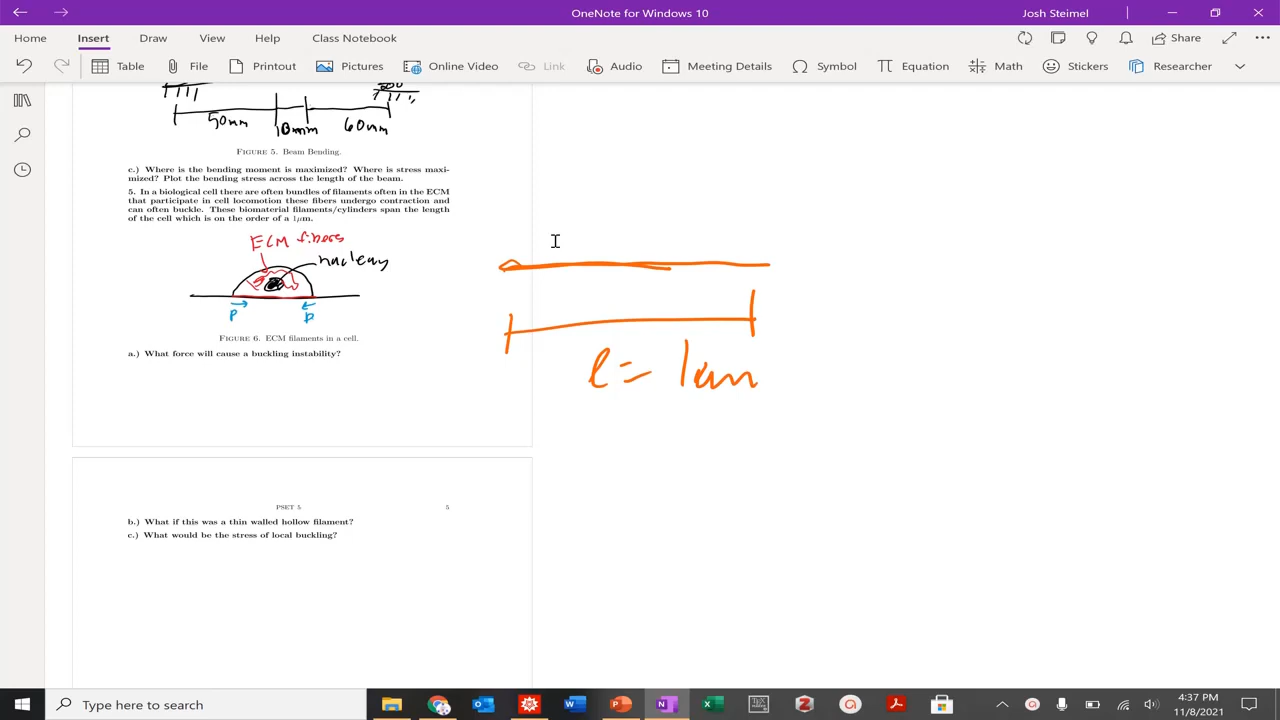 OneNote for Windows 10
Josh Steimel
Home Insert Draw View Help Class Notebook
Share
Table File Printout Pictures Online Video Link Audio Meeting Details Symbol Equation Math Stickers Researcher
50mm 10mm 60mm
FIGURE 5. Beam Bending.
c.) Where is the bending moment is maximized? Where is stress maxi-
mized? Plot the bending stress across the length of the beam.
5. In a biological cell there are often bundles of filaments often in the ECM
that participate in cell locomotion these fibers undergo contraction and
can often buckle. These biomaterial filaments/cylinders span the length
of the cell which is on the order of a 1μm.
ECM fibers
nucleus
P P
FIGURE 6. ECM filaments in a cell.
a.) What force will cause a buckling instability?
ℓ = 1um
PSET 5 5
b.) What if this was a thin walled hollow filament?
c.) What would be the stress of local buckling?
Type here to search
4:37 PM
11/8/2021